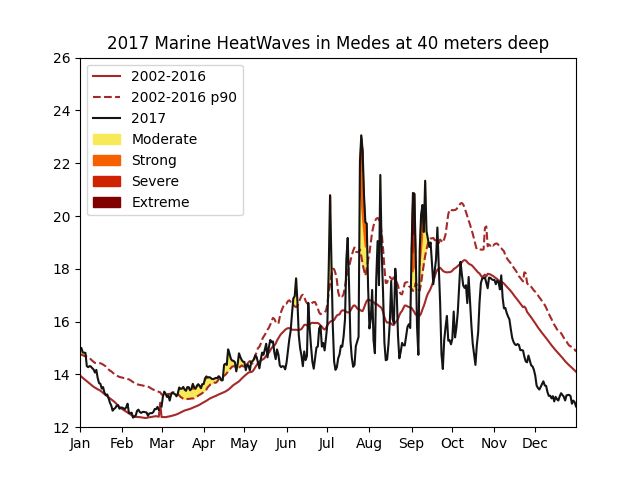 2017 Marine HeatWaves in Medes at 40 meters deep
26
24
22
20
18
16
14
12
2002-2016
2002-2016 p90
2017
Moderate
Strong
Severe
Extreme
Jan Feb Mar Apr May Jun Jul Aug Sep Oct Nov Dec